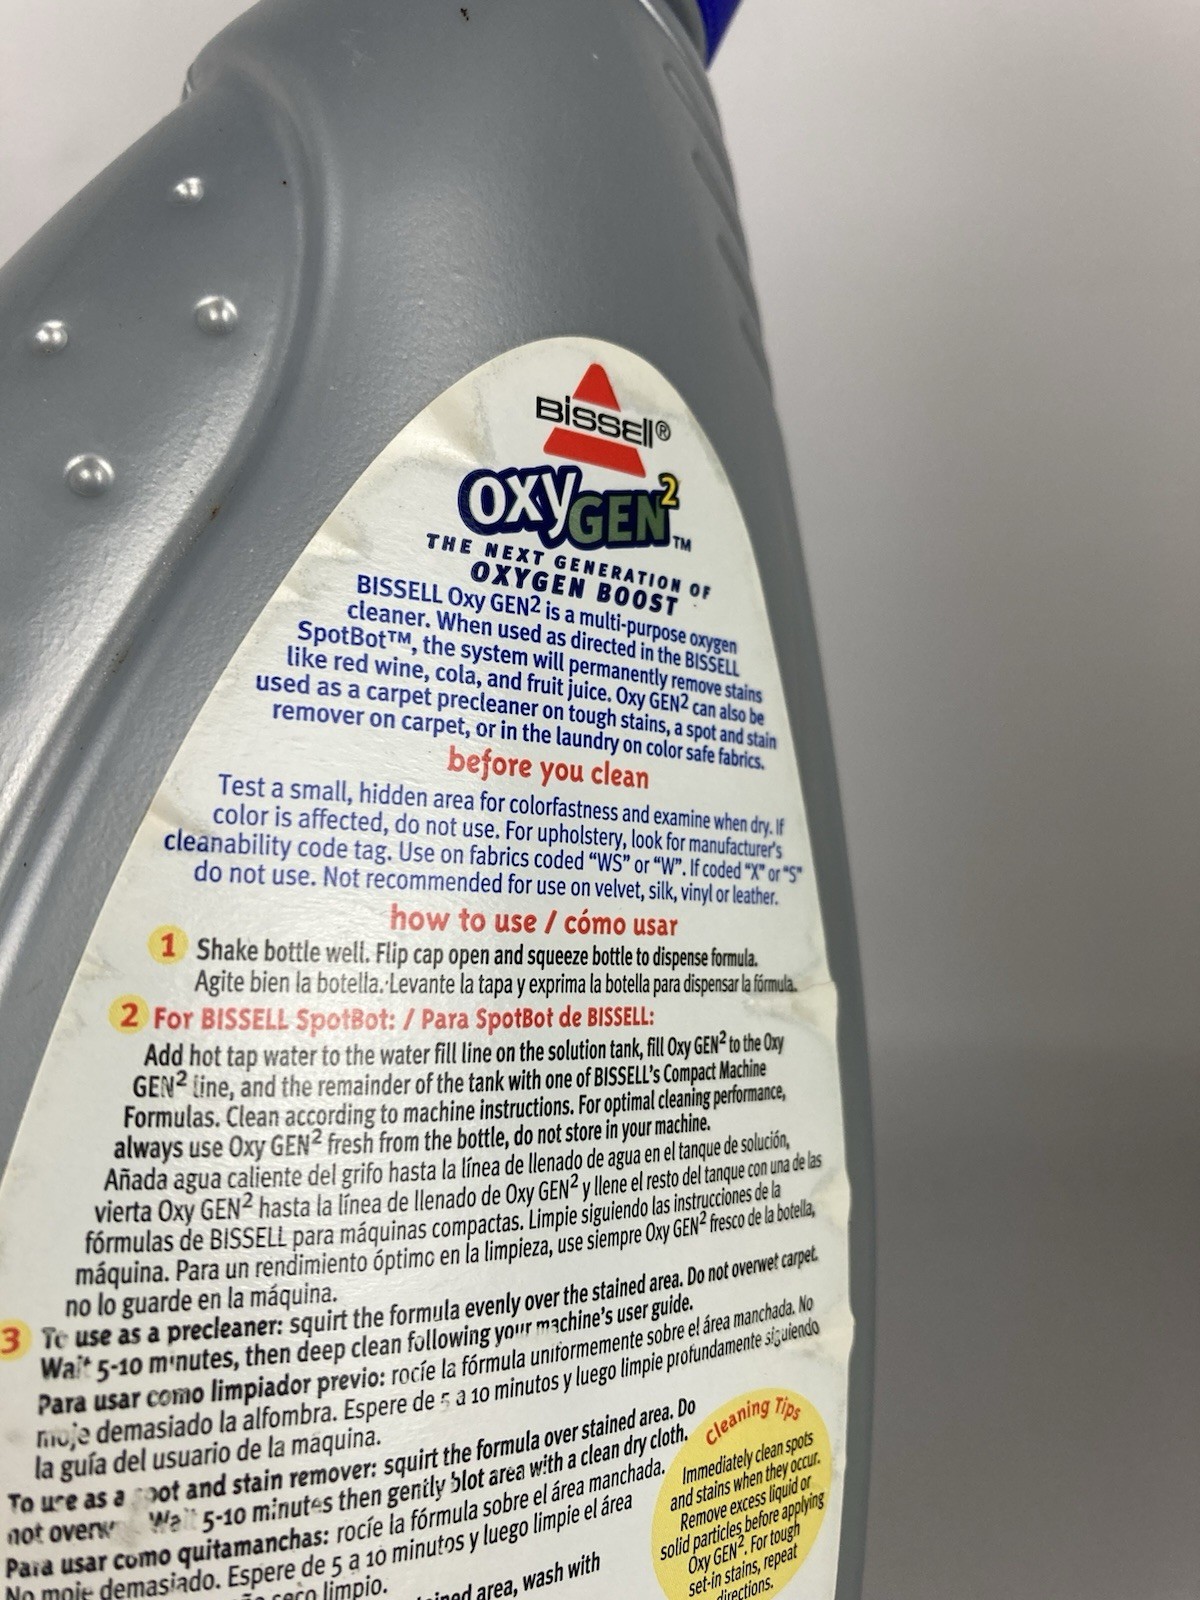 BISSELL®
OXYGEN2™
THE NEXT GENERATION OF
OXYGEN BOOST
BISSELL Oxy GEN2 is a multi-purpose oxygen
cleaner. When used as directed in the BISSELL
SpotBot™, the system will permanently remove stains
like red wine, cola, and fruit juice. Oxy GEN2 can also be
used as a carpet precleaner on tough stains, a spot and stain
remover on carpet, or in the laundry on color safe fabrics.
before you clean
Test a small, hidden area for colorfastness and examine when dry. If
color is affected, do not use. For upholstery, look for manufacturer's
cleanability code tag. Use on fabrics coded “WS” or “W”. If coded “X” or “S”
do not use. Not recommended for use on velvet, silk, vinyl or leather.
how to use / cómo usar
1 Shake bottle well. Flip cap open and squeeze bottle to dispense formula.
Agite bien la botella. Levante la tapa y exprima la botella para dispensar la fórmula.
2 For BISSELL SpotBot: / Para SpotBot de BISSELL:
Add hot tap water to the water fill line on the solution tank, fill Oxy GEN2 to the Oxy
GEN2 line, and the remainder of the tank with one of BISSELL's Compact Machine
Formulas. Clean according to machine instructions. For optimal cleaning performance,
always use Oxy GEN2 fresh from the bottle, do not store in your machine.
Añada agua caliente del grifo hasta la línea de llenado de agua en el tanque de solución,
vierta Oxy GEN2 hasta la línea de llenado de Oxy GEN2 y llene el resto del tanque con una de las
fórmulas de BISSELL para máquinas compactas. Limpie siguiendo las instrucciones de la
máquina. Para un rendimiento óptimo en la limpieza, use siempre Oxy GEN2 fresco de la botella,
no lo guarde en la máquina.
3 To use as a precleaner: squirt the formula evenly over the stained area. Do not overwet carpet.
Wait 5-10 minutes, then deep clean following your machine's user guide.
Para usar como limpiador previo: rocíe la fórmula uniformemente sobre el área manchada. No
moje demasiado la alfombra. Espere de 5 a 10 minutos y luego limpie profundamente siguiendo
la guía del usuario de la maquina.
To use as a spot and stain remover: squirt the formula over stained area. Do
not overw Wait 5-10 minutes then gently blot area with a clean dry cloth.
Para usar como quitamanchas: rocíe la fórmula sobre el área manchada.
No moje demasiado. Espere de 5 a 10 minutos y luego limpie el área
seco limpio.
area, wash with
Cleaning Tips
Immediately clean spots
and stains when they occur.
Remove excess liquid or
solid particles before applying
Oxy GEN2. For tough
set-in stains, repeat
directions.